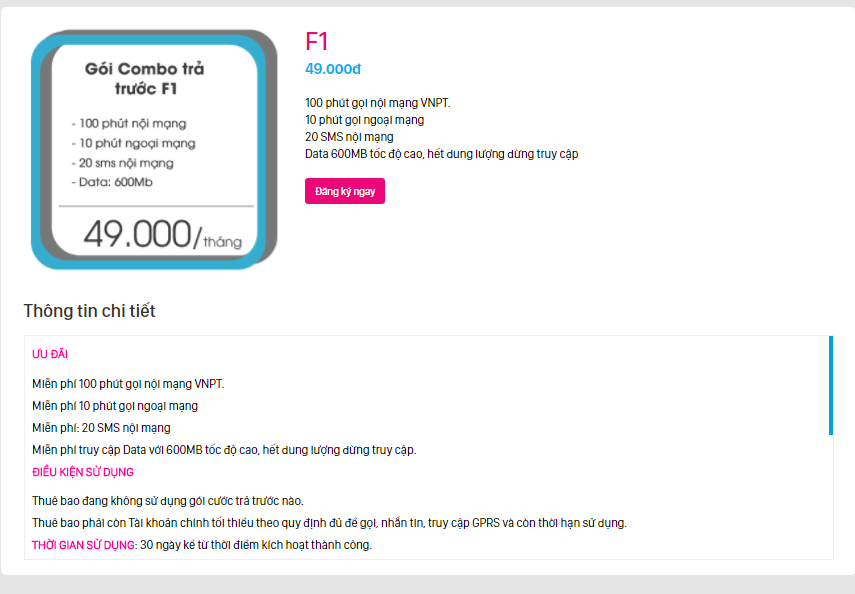 Gói Combo trả
trước F1
- 100 phút nội mạng
- 10 phút ngoại mạng
- 20 sms nội mạng
- Data: 600Mb
49.000/tháng
F1
49.000đ
100 phút gọi nội mạng VNPT.
10 phút gọi ngoại mạng
20 SMS nội mạng
Data 600MB tốc độ cao, hết dung lượng dừng truy cập
Đăng ký ngay
Thông tin chi tiết
ƯU ĐÃI
Miễn phí 100 phút gọi nội mạng VNPT.
Miễn phí 10 phút gọi ngoại mạng
Miễn phí: 20 SMS nội mạng
Miễn phí truy cập Data với 600MB tốc độ cao, hết dung lượng dừng truy cập.
ĐIỀU KIỆN SỬ DỤNG
Thuê bao đang không sử dụng gói cước trả trước nào.
Thuê bao phải còn Tài khoản chính tối thiểu theo quy định đủ để gọi, nhắn tin, truy cập GPRS và còn thời hạn sử dụng.
THỜI GIAN SỬ DỤNG: 30 ngày kể từ thời điểm kích hoạt thành công.